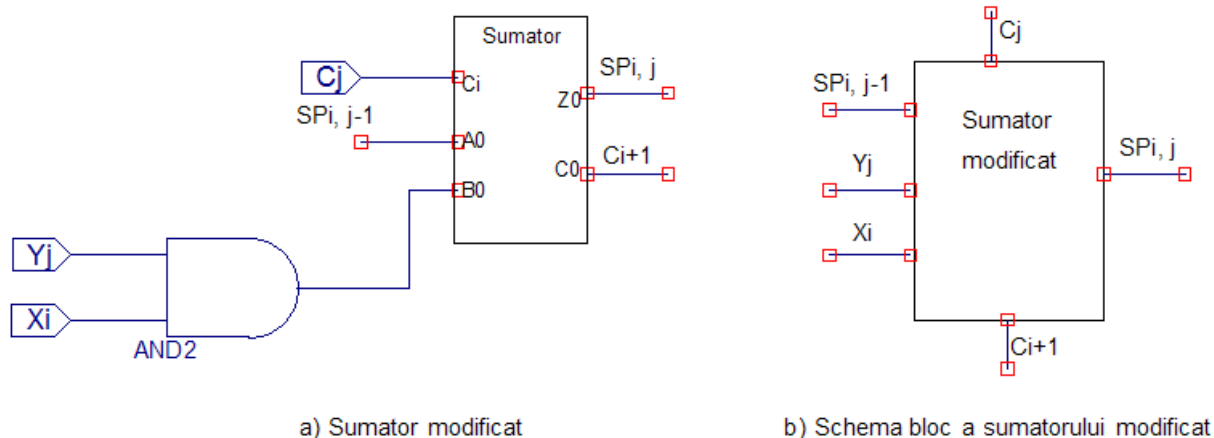 Sumator
Cj
Ci
SPi, j
Z0
SPi, j-1
A0
Ci+1
C0
B0
Yj
Xi
AND2
a) Sumator modificat
Cj
SPi, j-1
Sumator
modificat
SPi, j
Yj
Xi
Ci+1
b) Schema bloc a sumatorului modificat